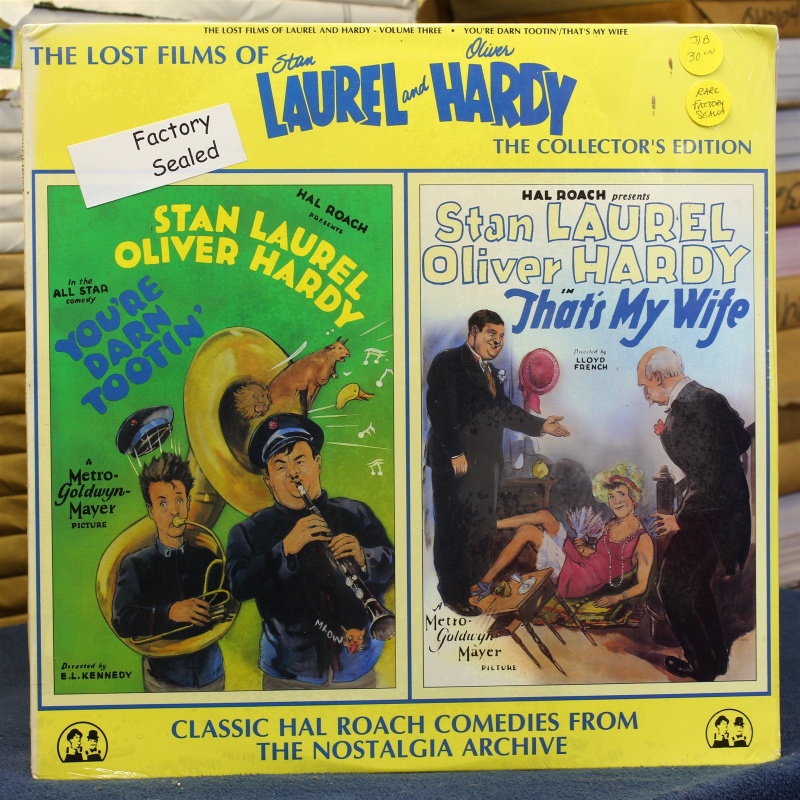 THE LOST FILMS OF LAUREL AND HARDY - VOLUME THREE • YOU'RE DARN TOOTIN'/THAT'S MY WIFE
THE LOST FILMS OF Stan Oliver
LAUREL and HARDY
THE COLLECTOR'S EDITION
J/B
30.00
RARE
FACTORY
SEALED
Factory
Sealed
HAL ROACH
PRESENTS
STAN LAUREL
OLIVER HARDY
In the
ALL STAR
comedy
YOU'RE
DARN
TOOTIN'
A
Metro-
Goldwyn-
Mayer
PICTURE
MEOW
Directed by
E.L. KENNEDY
HAL ROACH presents
Stan LAUREL
Oliver HARDY
IN
That's My Wife
Directed by
LLOYD
FRENCH
A
Metro-
Goldwyn-
Mayer
PICTURE
CLASSIC HAL ROACH COMEDIES FROM
THE NOSTALGIA ARCHIVE